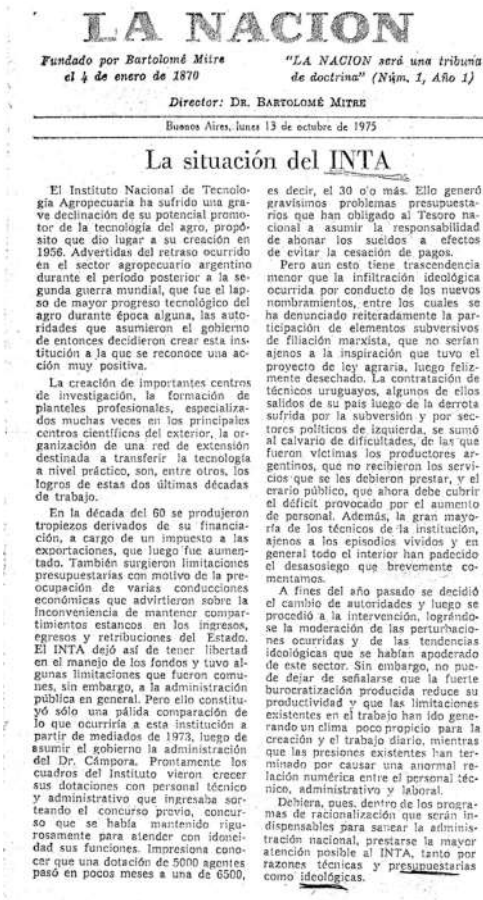 LA NACION
Fundado por Bartolomé Mitre
el 4 de enero de 1870
"LA NACION será una tribuna
de doctrina" (Núm. 1, Año 1)
Director: DR. BARTOLOMÉ MITRE
Buenos Aires, lunes 13 de octubre de 1975
La situación del INTA
El Instituto Nacional de Tecnolo-
gía Agropecuaria ha sufrido una gra-
ve declinación de su potencial promo-
tor de la tecnología del agro, propó-
sito que dio lugar a su creación en
1956. Advertidas del retraso ocurrido
en el sector agropecuario argentino
durante el período posterior a la se-
gunda guerra mundial, que fue el lap-
so de mayor progreso tecnológico del
agro durante época alguna, las auto-
ridades que asumieron el gobierno
de entonces decidieron crear esta ins-
titución a la que se reconoce una ac-
ción muy positiva.
La creación de importantes centros
de investigación, la formación de
planteles profesionales, especializa-
dos muchas veces en los principales
centros científicos del exterior, la or-
ganización de una red de extensión
destinada a transferir la tecnología
a nivel práctico, son, entre otros, los
logros de estas dos últimas décadas
de trabajo.
En la década del 60 se produjeron
tropiezos derivados de su financia-
ción, a cargo de un impuesto a las
exportaciones, que luego fue aumen-
tado. También surgieron limitaciones
presupuestarias con motivo de la pre-
ocupación de varias conducciones
económicas que advirtieron sobre la
inconveniencia de mantener compar-
timientos estancos en los ingresos,
egresos y retribuciones del Estado.
El INTA dejó así de tener libertad
en el manejo de los fondos y tuvo al-
gunas limitaciones que fueron comu-
nes, sin embargo, a la administración
pública en general. Pero ello constitu-
yó sólo una pálida comparación de
lo que ocurriría a esta institución a
partir de mediados de 1973, luego de
asumir el gobierno la administración
del Dr. Cámpora. Prontamente los
cuadros del Instituto vieron crecer
sus dotaciones con personal técnico
y administrativo que ingresaba sor-
teando el concurso previo, concur-
so que se había mantenido rigu-
rosamente para atender con idonei-
dad sus funciones. Impresiona cono-
cer que una dotación de 5000 agentes
pasó en pocos meses a una de 6500,
es decir, el 30 o'o más. Ello generó
gravísimos problemas presupuesta-
rios que han obligado al Tesoro na-
cional a asumir la responsabilidad
de abonar los sueldos a efectos
de evitar la cesación de pagos.
Pero aun esto tiene trascendencia
menor que la infiltración ideológica
ocurrida por conducto de los nuevos
nombramientos, entre los cuales se
ha denunciado reiteradamente la par-
ticipación de elementos subversivos
de filiación marxista, que no serían
ajenos a la inspiración que tuvo el
proyecto de ley agraria, luego feliz-
mente desechado. La contratación de
técnicos uruguayos, algunos de ellos
salidos de su país luego de la derrota
sufrida por la subversión y por sec-
tores políticos de izquierda, se sumó
al calvario de dificultades, de las que
fueron víctimas los productores ar-
gentinos, que no recibieron los servi-
cios que se les debieron prestar, y el
erario público, que ahora debe cubrir
el déficit provocado por el aumento
de personal. Además, la gran mayo-
ría de los técnicos de la institución,
ajenos a los episodios vividos y en
general todo el interior han padecido
el desasosiego que brevemente co-
mentamos.
A fines del año pasado se decidió
el cambio de autoridades y luego se
procedió a la intervención, lográndo-
se la moderación de las perturbacio-
nes ocurridas y de las tendencias
ideológicas que se habían apoderado
de este sector. Sin embargo, no pue-
de dejar de señalarse que la fuerte
burocratización producida reduce su
productividad y que las limitaciones
existentes en el trabajo han ido gene-
rando un clima poco propicio para la
creación y el trabajo diario, mientras
que las presiones existentes han ter-
minado por causar una anormal re-
lación numérica entre el personal téc-
nico, administrativo y laboral.
Debiera, pues, dentro de los progra-
mas de racionalización que serán in-
dispensables para sanear la adminis-
tración nacional, prestarse la mayor
atención posible al INTA, tanto por
razones técnicas y presupuestarias
como ideológicas.